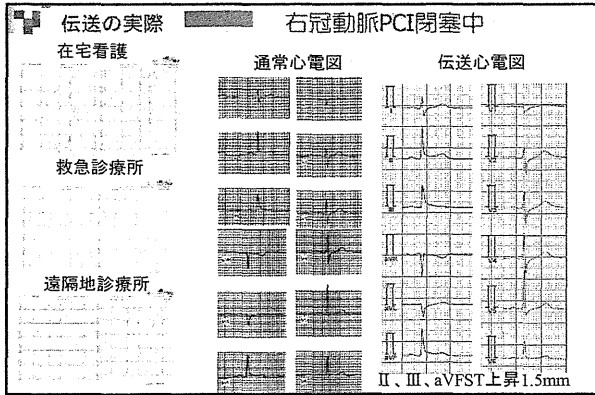 伝送の実際
右冠動脈PCI閉塞中
在宅看護
救急診療所
遠隔地診療所
通常心電図
伝送心電図
Ⅱ、Ⅲ、aVFST上昇1.5mm